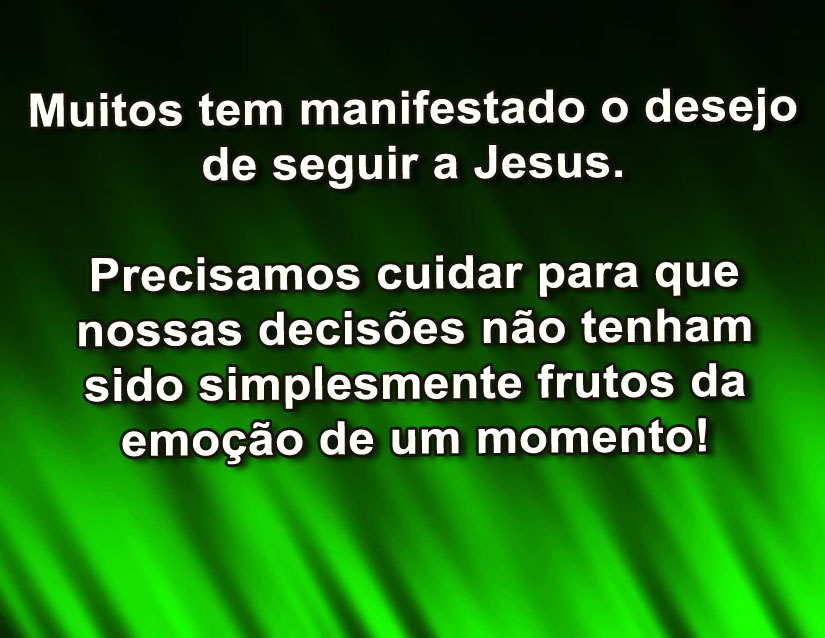 Muitos tem manifestado o desejo
de seguir a Jesus.
Precisamos cuidar para que
nossas decisões não tenham
sido simplesmente frutos da
emoção de um momento!